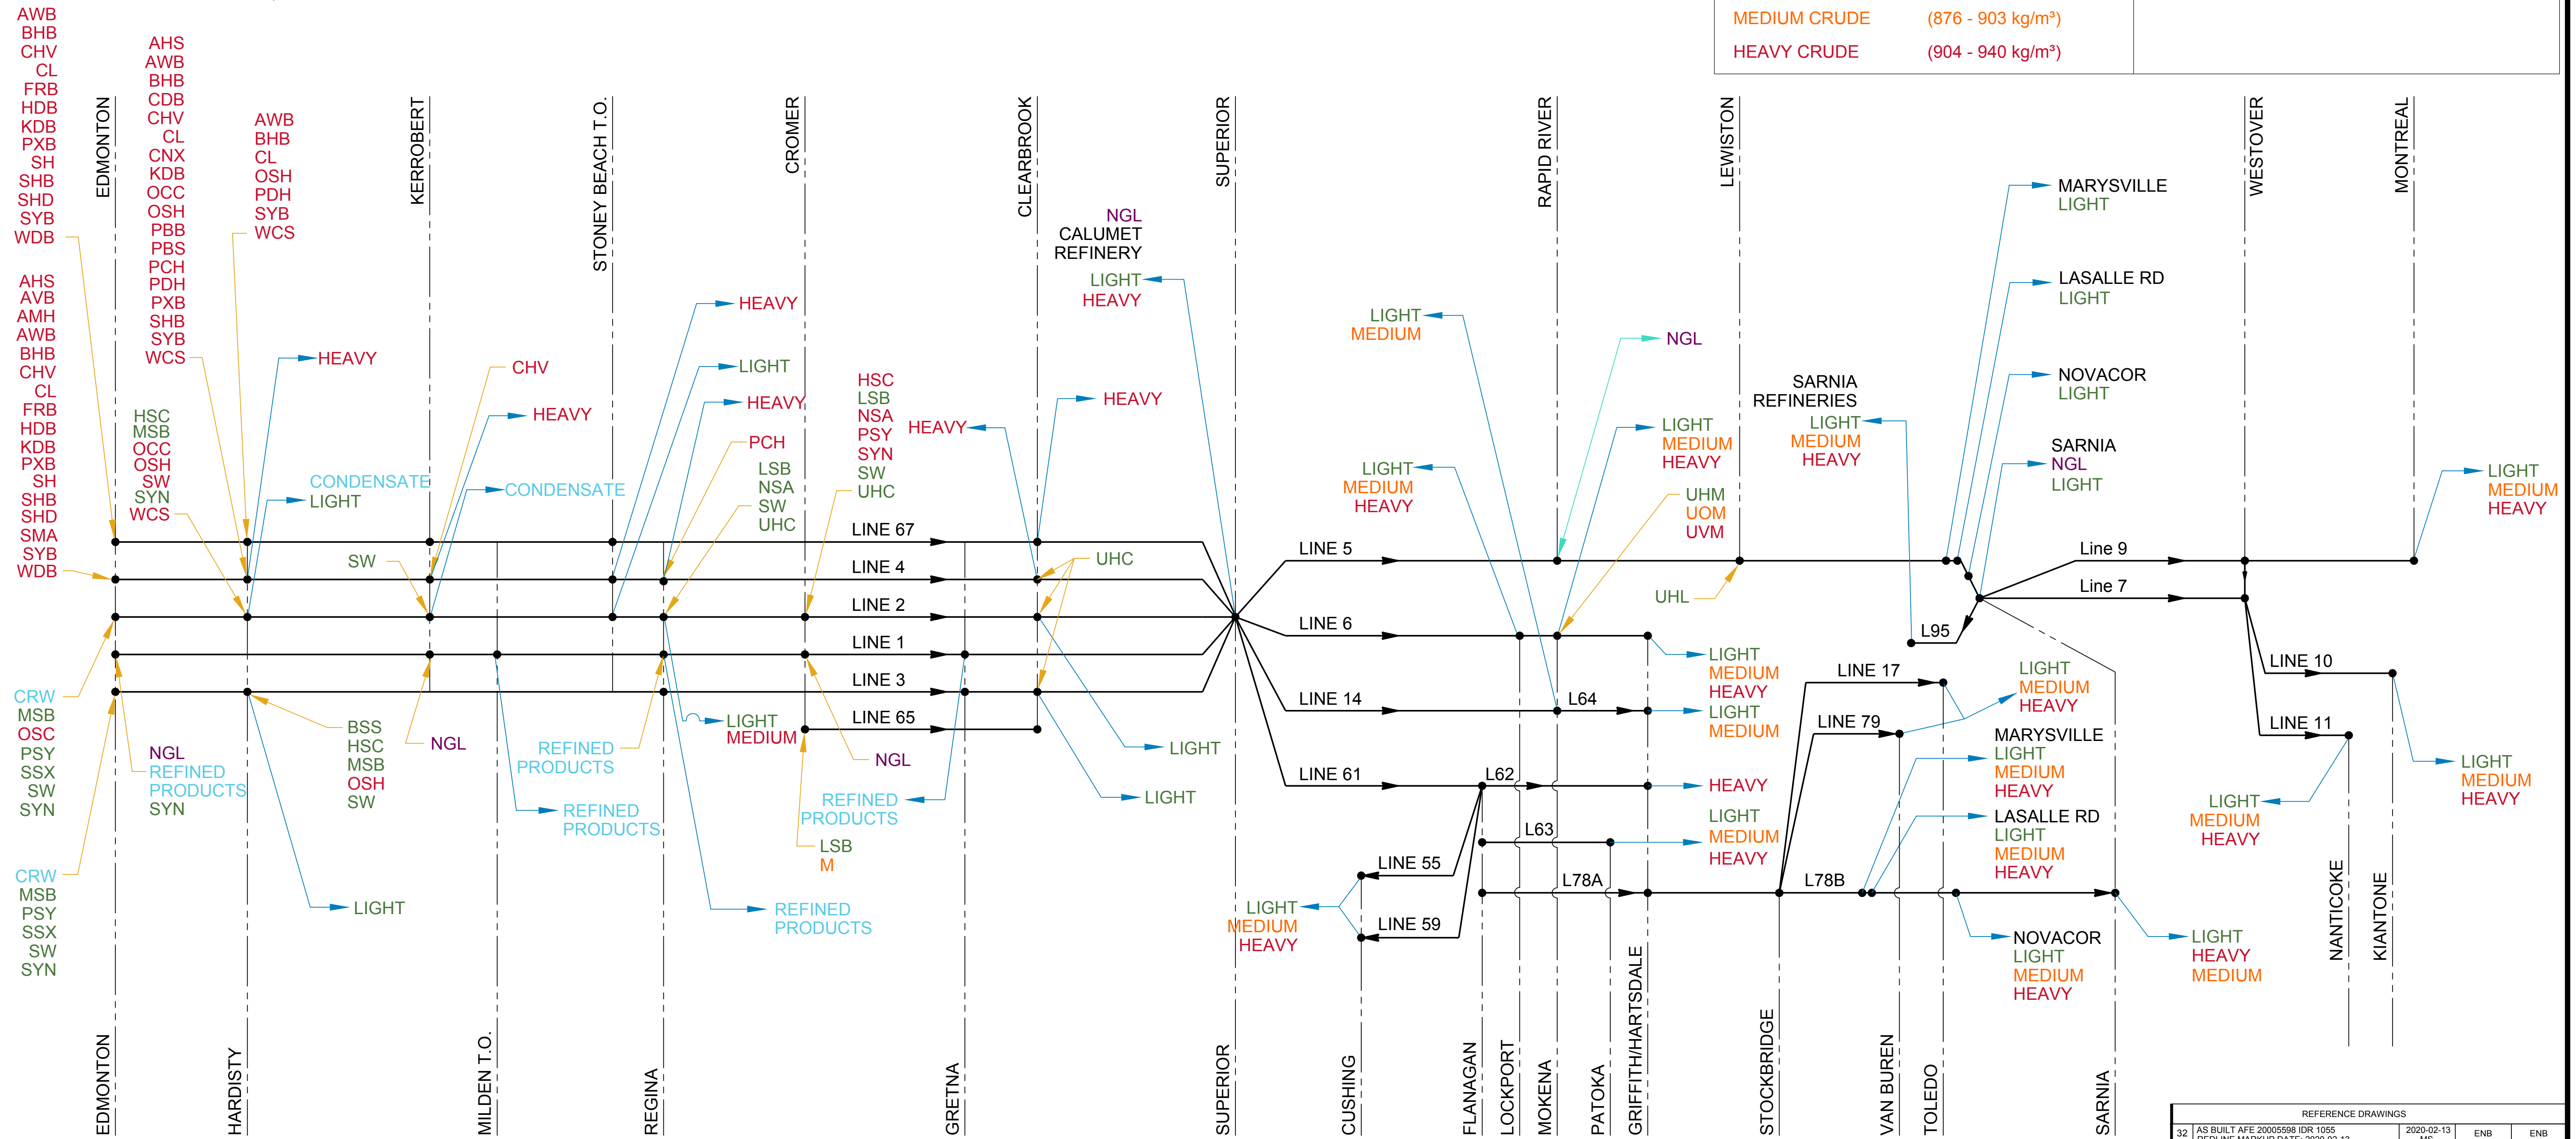 MEDIUM CRUDE (876 - 903 kg/m³)
HEAVY CRUDE (904 - 940 kg/m³)
AWB
BHB
CHV
CL
FRB
HDB
KDB
PXB
SH
SHB
SHD
SYB
WDB
AHS
AVB
AMH
AWB
BHB
CHV
CL
FRB
HDB
KDB
PXB
SH
SHB
SHD
SMA
SYB
WDB
CRW
MSB
OSC
PSY
SSX
SW
SYN
CRW
MSB
PSY
SSX
SW
SYN
EDMONTON
AHS
AWB
BHB
CDB
CHV
CL
CNX
KDB
OCC
OSH
PBB
PBS
PCH
PDH
PXB
SHB
SYB
WCS
HSC
MSB
OCC
OSH
SW
SYN
WCS
NGL
REFINED
PRODUCTS
SYN
AWB
BHB
CL
OSH
PDH
SYB
WCS
HEAVY
CONDENSATE
LIGHT
BSS
HSC
MSB
OSH
SW
LIGHT
KERROBERT
SW
NGL
CHV
HEAVY
CONDENSATE
STONEY BEACH T.O.
REFINED
PRODUCTS
REFINED
PRODUCTS
HEAVY
LIGHT
HEAVY
PCH
LSB
NSA
SW
UHC
LIGHT
MEDIUM
REFINED
PRODUCTS
CROMER
HSC
LSB
NSA
PSY
SYN
SW
UHC
LINE 67
LINE 4
LINE 2
LINE 1
LINE 3
LINE 65
NGL
REFINED
PRODUCTS
LSB
M
HEAVY
CLEARBROOK
HEAVY
UHC
LIGHT
LIGHT
NGL
CALUMET
REFINERY
LIGHT
HEAVY
SUPERIOR
LIGHT
MEDIUM
LIGHT
MEDIUM
HEAVY
LINE 5
LINE 6
LINE 14
LINE 61
L64
L62
L63
LINE 55
LINE 59
L78A
LIGHT
MEDIUM
HEAVY
RAPID RIVER
NGL
LIGHT
MEDIUM
HEAVY
UHM
UOM
UVM
UHL
LIGHT
MEDIUM
HEAVY
LIGHT
MEDIUM
HEAVY
LIGHT
MEDIUM
HEAVY
LEWISTON
SARNIA
REFINERIES
LIGHT
MEDIUM
HEAVY
MARYSVILLE
LIGHT
LASALLE RD
LIGHT
NOVACOR
LIGHT
SARNIA
NGL
LIGHT
L95
LINE 17
LINE 79
L78B
LIGHT
MEDIUM
HEAVY
MARYSVILLE
LIGHT
MEDIUM
HEAVY
LASALLE RD
LIGHT
MEDIUM
HEAVY
NOVACOR
LIGHT
MEDIUM
HEAVY
LIGHT
HEAVY
MEDIUM
Line 9
Line 7
WESTOVER
MONTREAL
LIGHT
MEDIUM
HEAVY
LINE 10
LINE 11
LIGHT
MEDIUM
HEAVY
LIGHT
MEDIUM
HEAVY
EDMONTON
HARDISTY
MILDEN T.O.
REGINA
GRETNA
SUPERIOR
CUSHING
FLANAGAN
LOCKPORT
MOKENA
PATOKA
GRIFFITH/HARTSDALE
STOCKBRIDGE
VAN BUREN
TOLEDO
SARNIA
NANTICOKE
KIANTONE
REFERENCE DRAWINGS
32 AS BUILT AFE 20005598 IDR 1055 2020-02-13 ENB ENB
REDLINE MARKUP DATE: 2020-02-13 MS